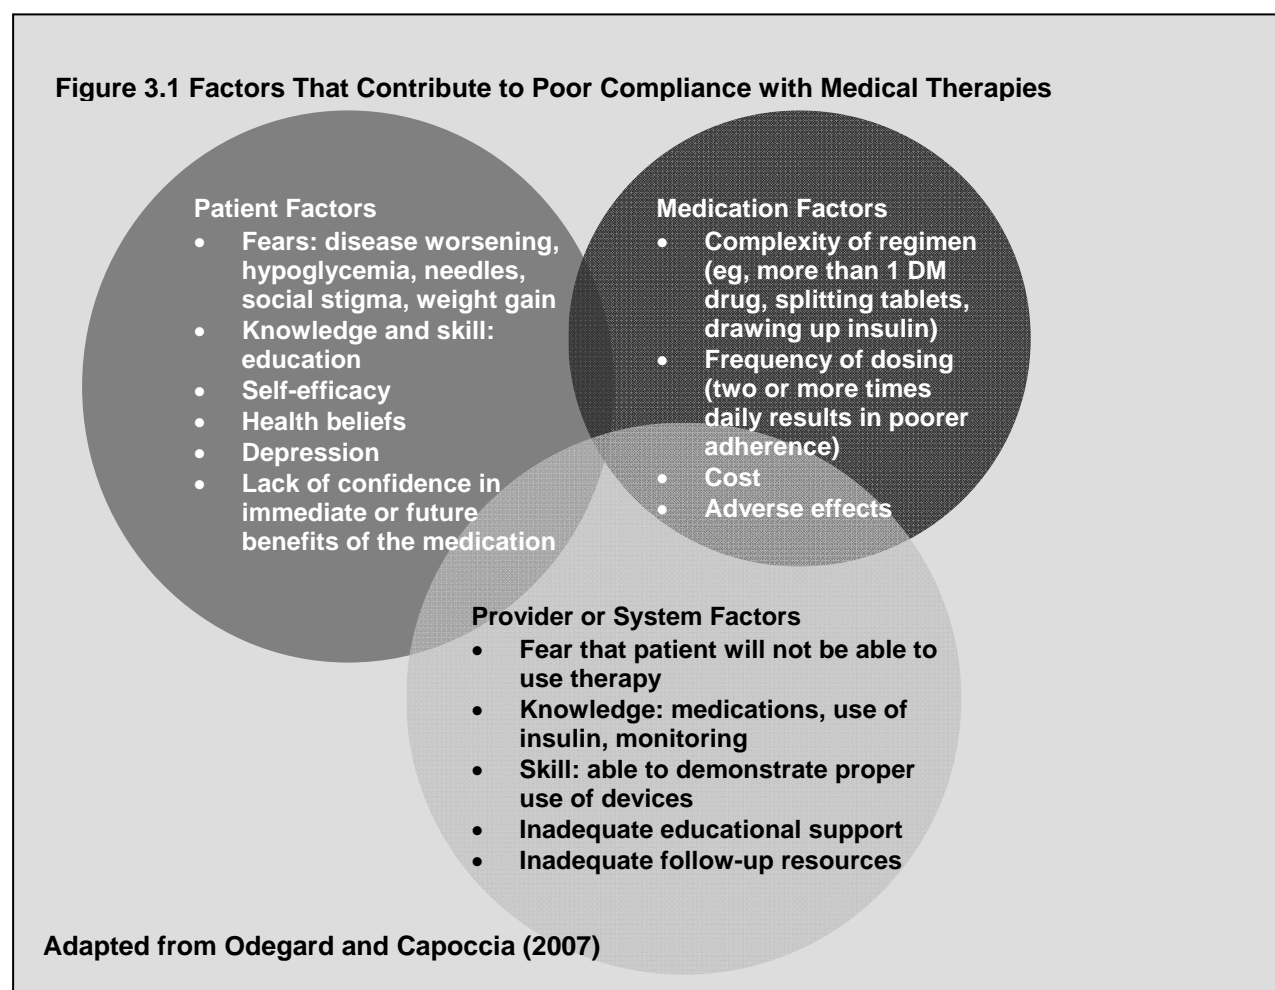 Figure 3.1 Factors That Contribute to Poor Compliance with Medical Therapies
Patient Factors
• Fears: disease worsening,
hypoglycemia, needles,
social stigma, weight gain
• Knowledge and skill:
education
• Self-efficacy
• Health beliefs
• Depression
• Lack of confidence in
immediate or future
benefits of the medication
Medication Factors
• Complexity of regimen
(eg, more than 1 DM
drug, splitting tablets,
drawing up insulin)
• Frequency of dosing
(two or more times
daily results in poorer
adherence)
• Cost
• Adverse effects
Provider or System Factors
• Fear that patient will not be able to
use therapy
• Knowledge: medications, use of
insulin, monitoring
• Skill: able to demonstrate proper
use of devices
• Inadequate educational support
• Inadequate follow-up resources
Adapted from Odegard and Capoccia (2007)